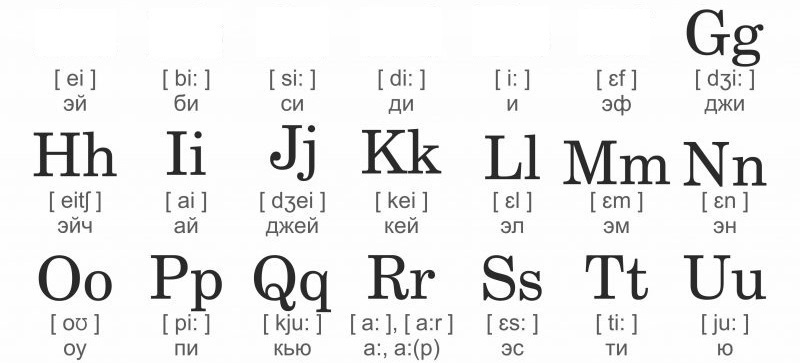 Gg
[ ei ] [ bi: ] [ si: ] [ di: ] [ i: ] [ ɛf ] [ dʒi: ]
эй би си ди и эф джи
Hh Ii Jj Kk Ll Mm Nn
[ eitʃ ] [ ai ] [ dʒei ] [ kei ] [ ɛl ] [ ɛm ] [ ɛn ]
эйч ай джей кей эл эм эн
Oo Pp Qq Rr Ss Tt Uu
[ oʊ ] [ pi: ] [ kju: ] [ a: ], [ a:r ] [ ɛs: ] [ ti: ] [ ju: ]
оу пи кью а:, а:(р) эс ти ю